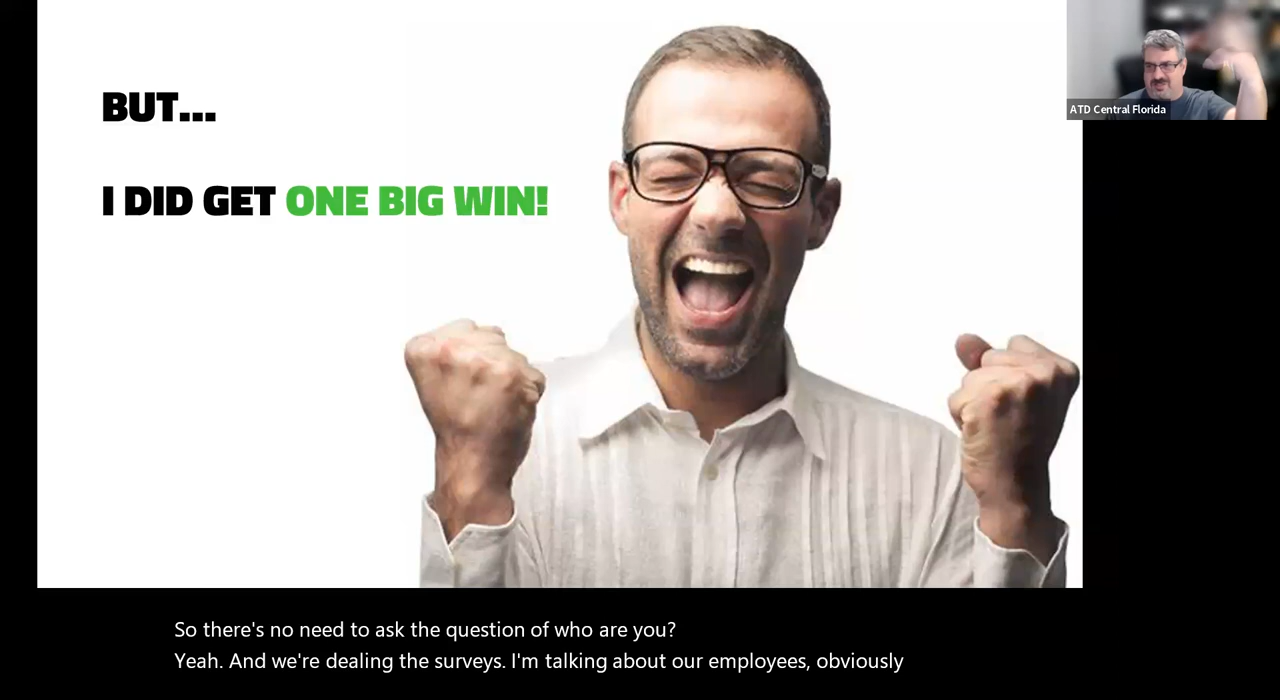 BUT...
I DID GET ONE BIG WIN!
ATD Central Florida
So there's no need to ask the question of who are you?
Yeah. And we're dealing the surveys. I'm talking about our employees, obviously